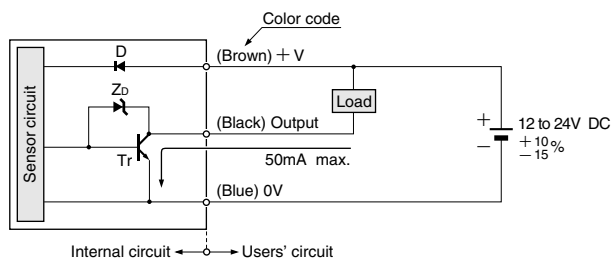 Color code
D
(Brown) + V
Sensor circuit
ZD
Load
(Black) Output
+
12 to 24V DC
+ 10
− 15 %
−
Tr
50mA max.
(Blue) 0V
Internal circuit
Users' circuit